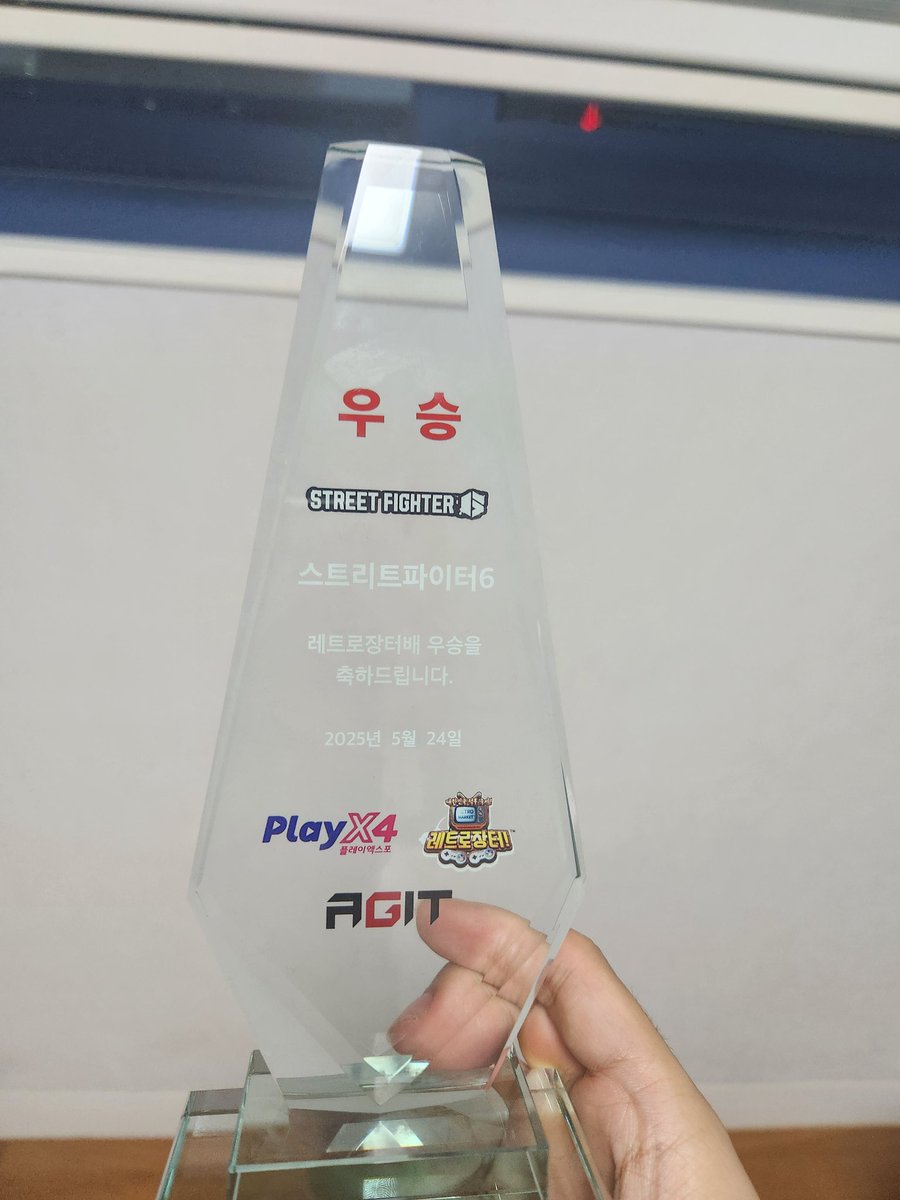 우 승
STREET FIGHTER 6
스트리트파이터6
레트로장터배 우승을
축하드립니다.
2025년 5월 24일
PlayX4
플레이엑스포
RETRO MARKET
레트로장터!
AGIT